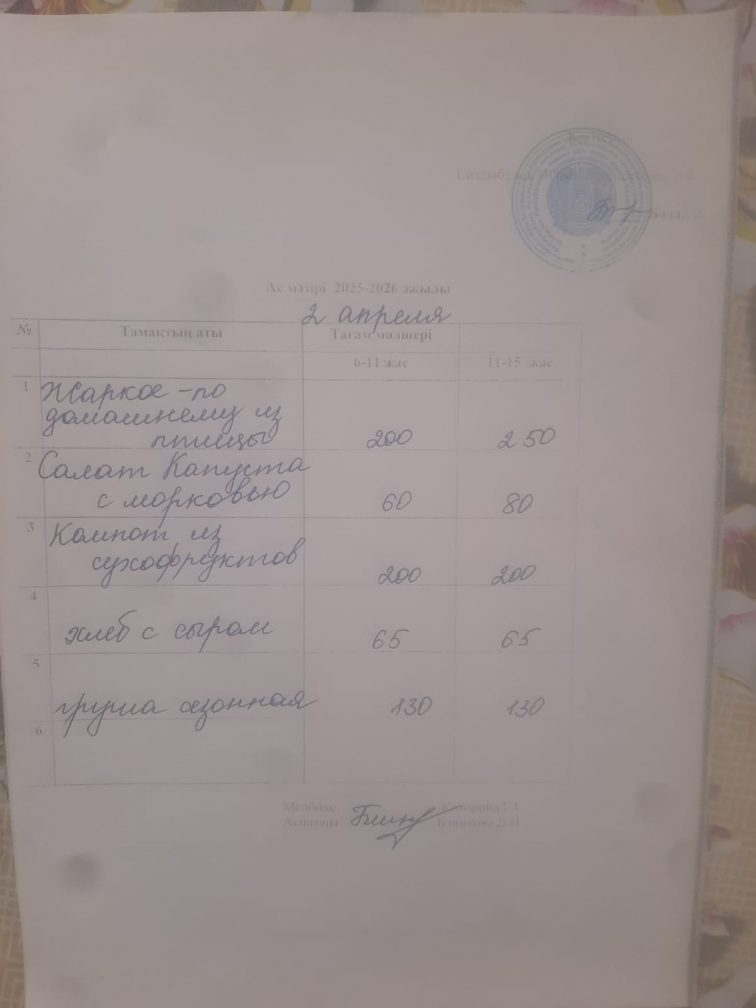 Ас мәзірі 2025-2026 жылы
2 апреля
№ Тамақтың аты Тағам мөлшері
6-11 жас 11-15 жас
1 Жаркое -по
домашнему из
птицы 200 250
2 Салат Капуста
с морковью 60 80
3 Компот из
сухофруктов 200 200
4
хлеб с сыром 65 65
5
груша сезонная 130 130
6
Медбике:
Аспазшы: